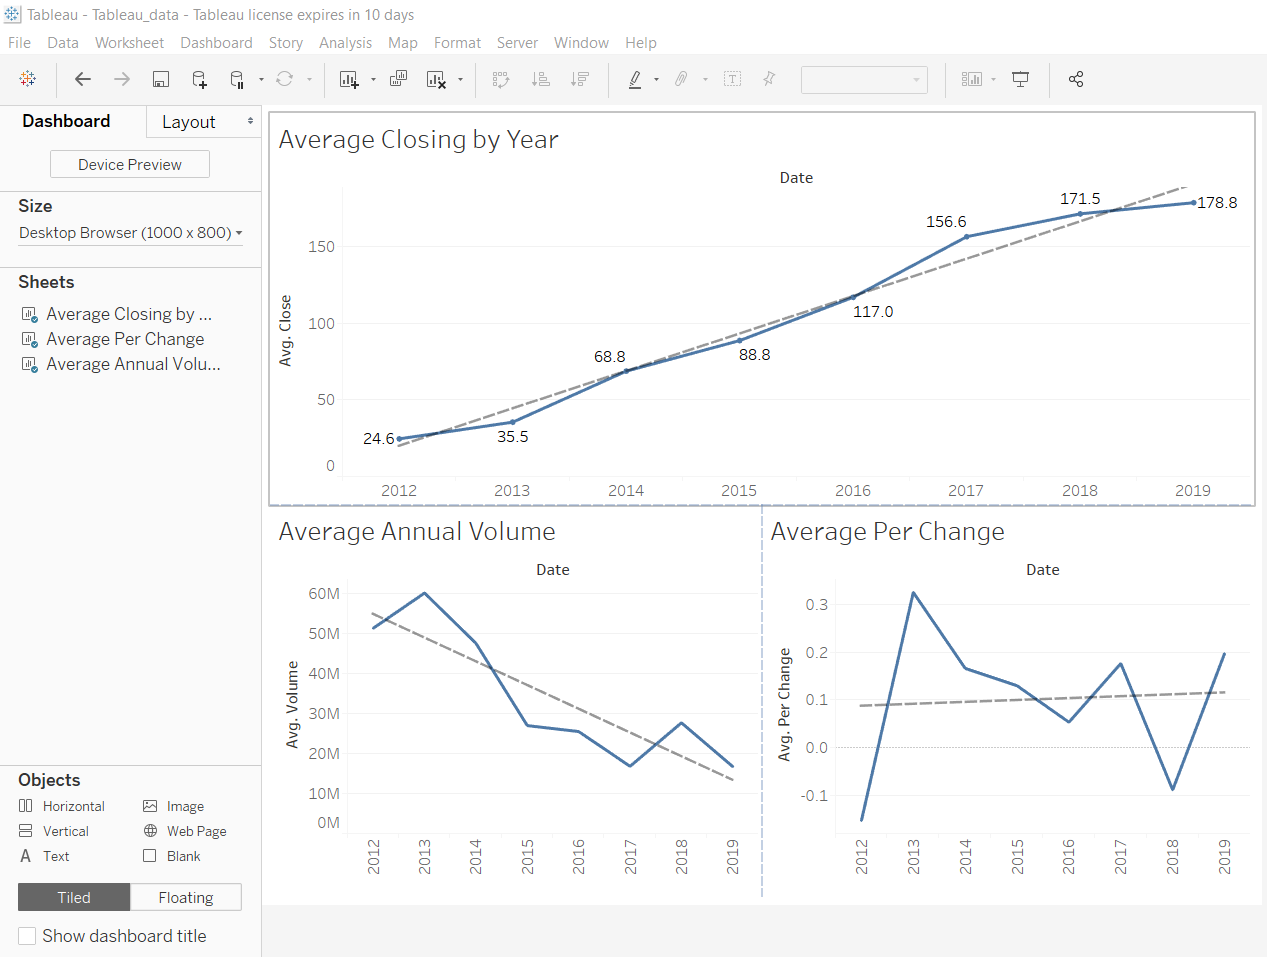 Tableau - Tableau_data - Tableau license expires in 10 days
File Data Worksheet Dashboard Story Analysis Map Format Server Window Help
Dashboard Layout
Device Preview
Size
Desktop Browser (1000 x 800)
Sheets
Average Closing by ...
Average Per Change
Average Annual Volu...
Objects
Horizontal Image
Vertical Web Page
A Text Blank
Tiled Floating
Show dashboard title
Average Closing by Year
Date
Avg. Close
150
100
50
0
24.6
35.5
68.8
88.8
117.0
156.6
171.5
178.8
2012 2013 2014 2015 2016 2017 2018 2019
Average Annual Volume
Date
Avg. Volume
60M
50M
40M
30M
20M
10M
0M
2012 2013 2014 2015 2016 2017 2018 2019
Average Per Change
Date
Avg. Per Change
0.3
0.2
0.1
0.0
-0.1
2012 2013 2014 2015 2016 2017 2018 2019